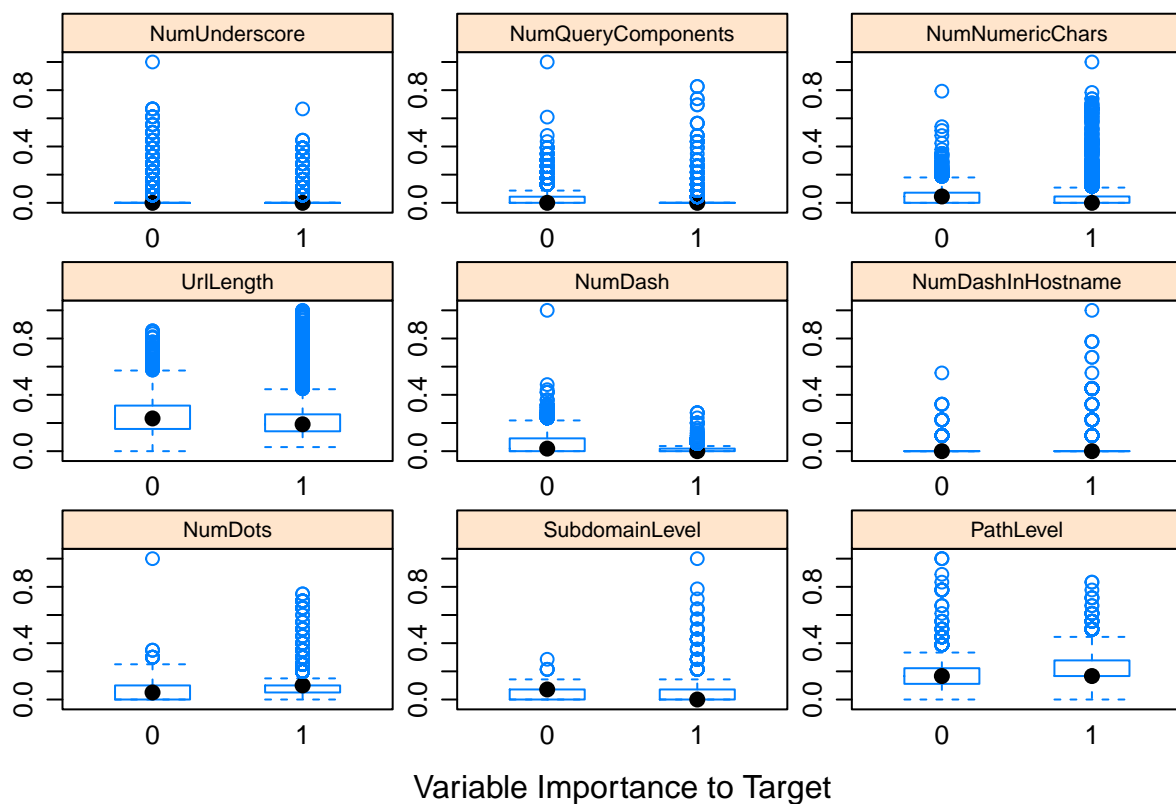 NumUnderscore NumQueryComponents NumNumericChars
0.0 0.4 0.8 0.0 0.4 0.8 0.0 0.4 0.8
0 1 0 1 0 1
UrlLength NumDash NumDashInHostname
0.0 0.4 0.8 0.0 0.4 0.8 0.0 0.4 0.8
0 1 0 1 0 1
NumDots SubdomainLevel PathLevel
0.0 0.4 0.8 0.0 0.4 0.8 0.0 0.4 0.8
0 1 0 1 0 1
Variable Importance to Target